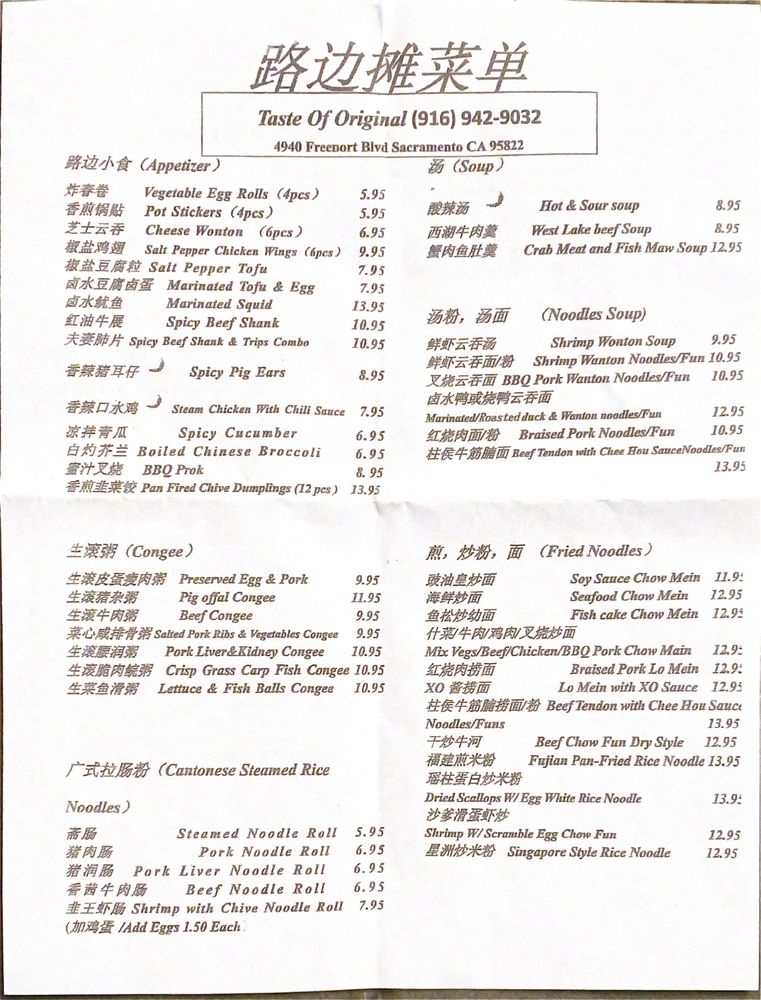 路边摊菜单
Taste Of Original (916) 942-9032
4940 Freeport Blvd Sacramento CA 95822
路边小食（Appetizer）
炸春卷 Vegetable Egg Rolls (4pcs) 5.95
香煎锅贴 Pot Stickers (4pcs) 5.95
芝士云吞 Cheese Wonton (6pcs) 6.95
椒盐鸡翅 Salt Pepper Chicken Wings (6pcs) 9.95
椒盐豆腐粒 Salt Pepper Tofu 7.95
卤水豆腐卤蛋 Marinated Tofu & Egg 7.95
卤水鱿鱼 Marinated Squid 13.95
红油牛展 Spicy Beef Shank 10.95
夫妻肺片 Spicy Beef Shank & Trips Combo 10.95
香辣猪耳仔 Spicy Pig Ears 8.95
香辣口水鸡 Steam Chicken With Chili Sauce 7.95
凉拌青瓜 Spicy Cucumber 6.95
白灼芥兰 Boiled Chinese Broccoli 6.95
蜜汁叉烧 BBQ Prok 8.95
香煎韭菜饺 Pan Fired Chive Dumplings (12 pcs) 13.95
生滚粥（Congee）
生滚皮蛋瘦肉粥 Preserved Egg & Pork 9.95
生滚猪杂粥 Pig offal Congee 11.95
生滚牛肉粥 Beef Congee 9.95
菜心咸排骨粥 Salted Pork Ribs & Vegetables Congee 9.95
生滚腰润粥 Pork Liver&Kidney Congee 10.95
生滚脆肉鲩粥 Crisp Grass Carp Fish Congee 10.95
生菜鱼滑粥 Lettuce & Fish Balls Congee 10.95
广式拉肠粉（Cantonese Steamed Rice
Noodles）
斋肠 Steamed Noodle Roll 5.95
猪肉肠 Pork Noodle Roll 6.95
猪润肠 Pork Liver Noodle Roll 6.95
香茜牛肉肠 Beef Noodle Roll 6.95
韭王虾肠 Shrimp with Chive Noodle Roll 7.95
(加鸡蛋 /Add Eggs 1.50 Each
汤（Soup）
酸辣汤 Hot & Sour soup 8.95
西湖牛肉羹 West Lake beef Soup 8.95
蟹肉鱼肚羹 Crab Meat and Fish Maw Soup 12.95
汤粉，汤面 （Noodles Soup)
鲜虾云吞汤 Shrimp Wonton Soup 9.95
鲜虾云吞面/粉 Shrimp Wanton Noodles/Fun 10.95
叉烧云吞面 BBQ Pork Wanton Noodles/Fun 10.95
卤水鸭或烧鸭云吞面
Marinated/Roasted duck & Wanton noodles/Fun 12.95
红烧肉面/粉 Braised Pork Noodles/Fun 10.95
柱侯牛筋腩面 Beef Tendon with Chee Hou SauceNoodles/Fun
13.95
煎，炒粉，面 （Fried Noodles）
豉油皇炒面 Soy Sauce Chow Mein 11.95
海鲜炒面 Seafood Chow Mein 12.95
鱼松炒幼面 Fish cake Chow Mein 12.95
什菜/牛肉/鸡肉/叉烧炒面
Mix Vegs/Beef/Chicken/BBQ Pork Chow Main 12.95
红烧肉捞面 Braised Pork Lo Mein 12.95
XO 酱捞面 Lo Mein with XO Sauce 12.95
柱侯牛筋腩捞面/粉 Beef Tendon with Chee Hou Sauce
Noodles/Funs 13.95
干炒牛河 Beef Chow Fun Dry Style 12.95
福建煎米粉 Fujian Pan-Fried Rice Noodle 13.95
瑶柱蛋白炒米粉
Dried Scallops W/ Egg White Rice Noodle 13.95
沙爹滑蛋虾炒
Shrimp W/ Scramble Egg Chow Fun 12.95
星洲炒米粉 Singapore Style Rice Noodle 12.95